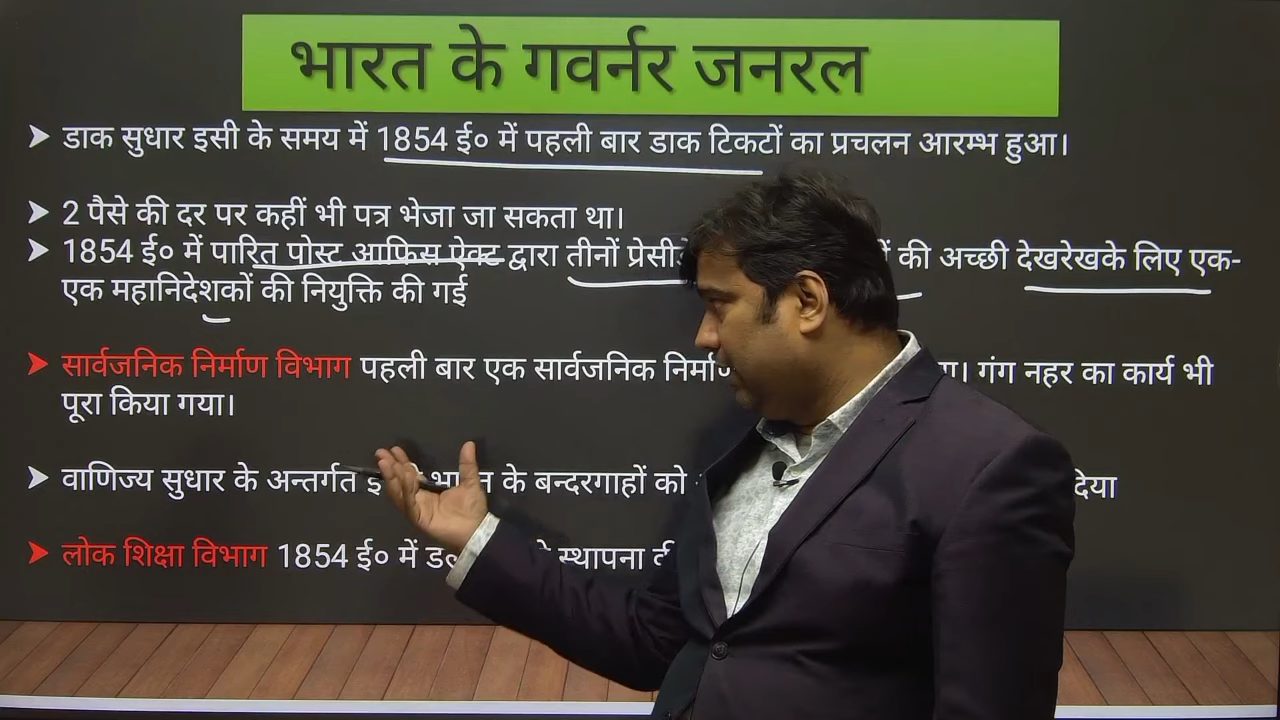 भारत के गवर्नर जनरल
➤ डाक सुधार इसी के समय में 1854 ई० में पहली बार डाक टिकटों का प्रचलन आरम्भ हुआ।
➤ 2 पैसे की दर पर कहीं भी पत्र भेजा जा सकता था।
➤ 1854 ई० में पारित पोस्ट आफिस ऐक्ट द्वारा तीनों की अच्छी देखरेखके लिए एक-
एक महानिदेशकों की नियुक्ति की गई
➤ सार्वजनिक निर्माण विभाग पहली बार एक सार्वजनिक गंग नहर का कार्य भी
पूरा किया गया।
➤ वाणिज्य सुधार के अन्तर्गत के बन्दरगाहों को दिया
➤ लोक शिक्षा विभाग 1854 ई० में स्थापना